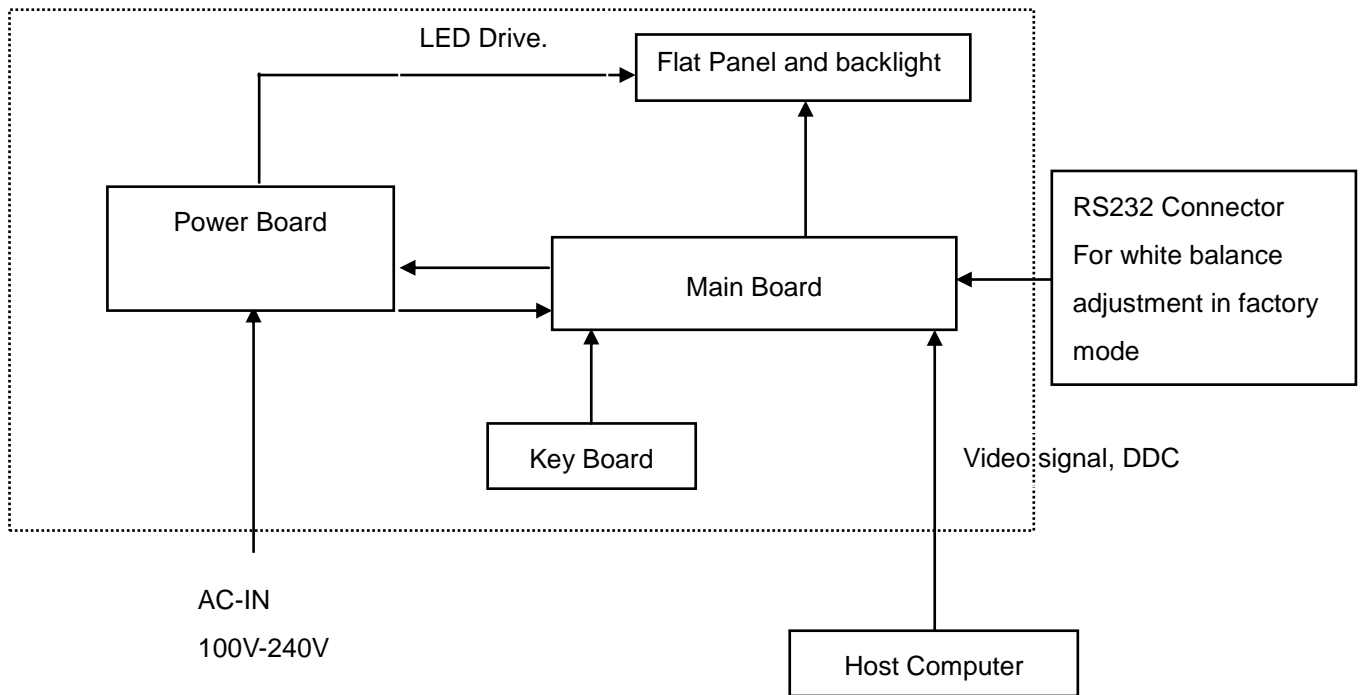 LED Drive.
Flat Panel and backlight
Power Board
RS232 Connector
For white balance
adjustment in factory
mode
Main Board
Key Board
Video signal, DDC
AC-IN
100V-240V
Host Computer